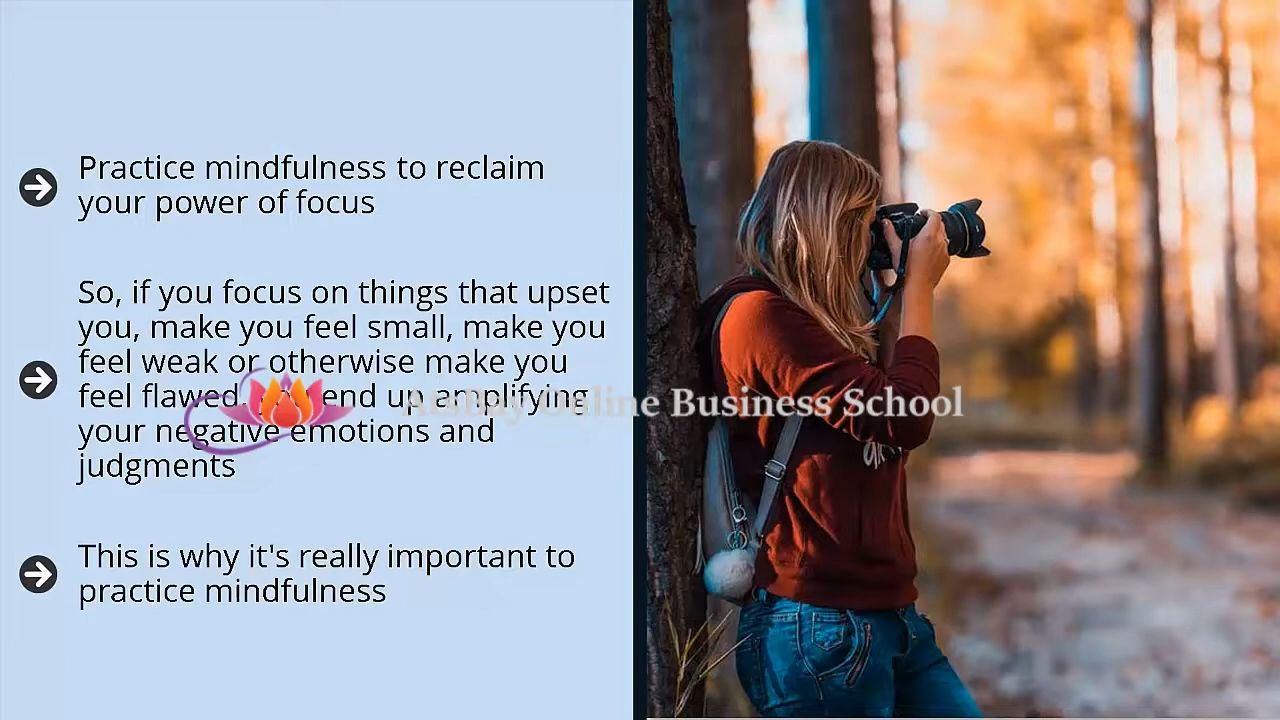 Practice mindfulness to reclaim
your power of focus
So, if you focus on things that upset
you, make you feel small, make you
feel weak or otherwise make you
feel flawed, you end up amplifying
your negative emotions and
judgments
This is why it's really important to
practice mindfulness
Online Business School